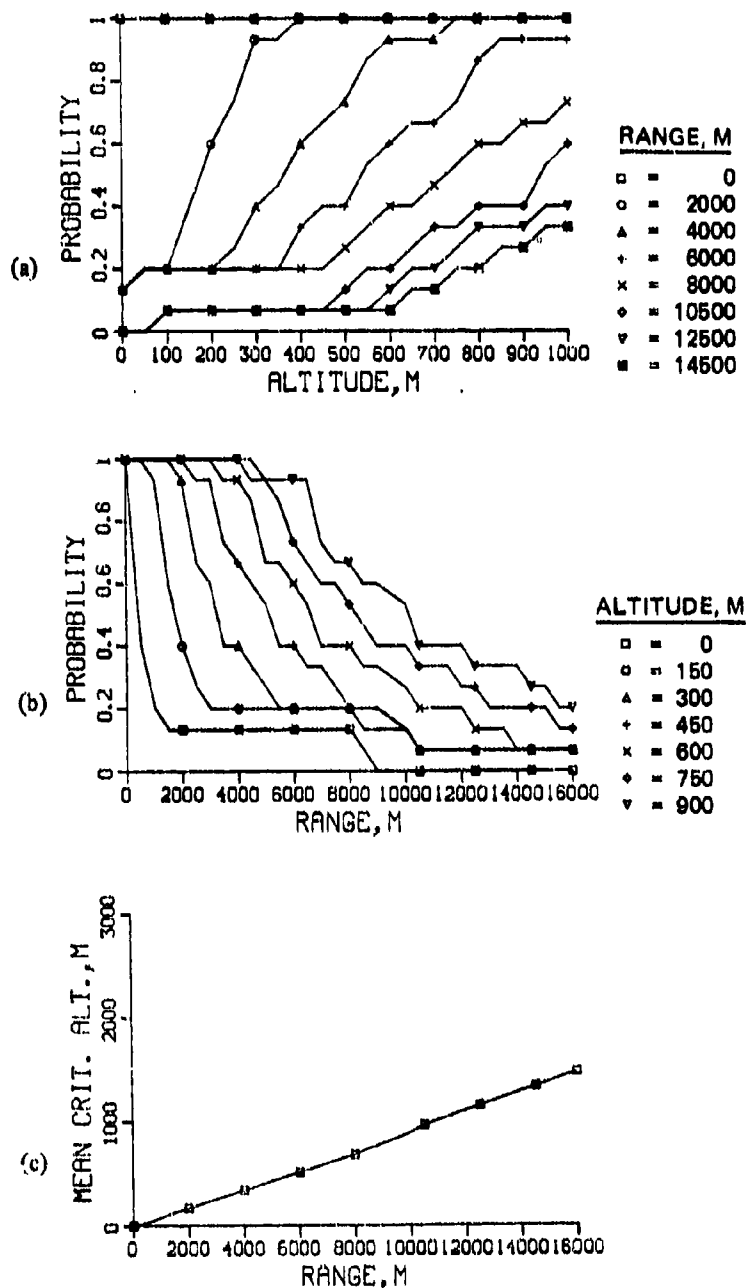 (a)
PROBABILITY
0 0.2 0.4 0.6 0.8 1
0 100 200 300 400 500 600 700 800 900 1000
ALTITUDE, M
RANGE, M
= 0
= 2000
= 4000
= 6000
= 8000
= 10500
= 12500
= 14500
(b)
PROBABILITY
0 0.2 0.4 0.6 0.8 1
0 2000 4000 6000 8000 10000 12000 14000 16000
RANGE, M
ALTITUDE, M
= 0
= 150
= 300
= 450
= 600
= 750
= 900
(c)
MEAN CRIT. ALT., M
0 1000 2000 3000
0 2000 4000 6000 8000 10000 12000 14000 16000
RANGE, M